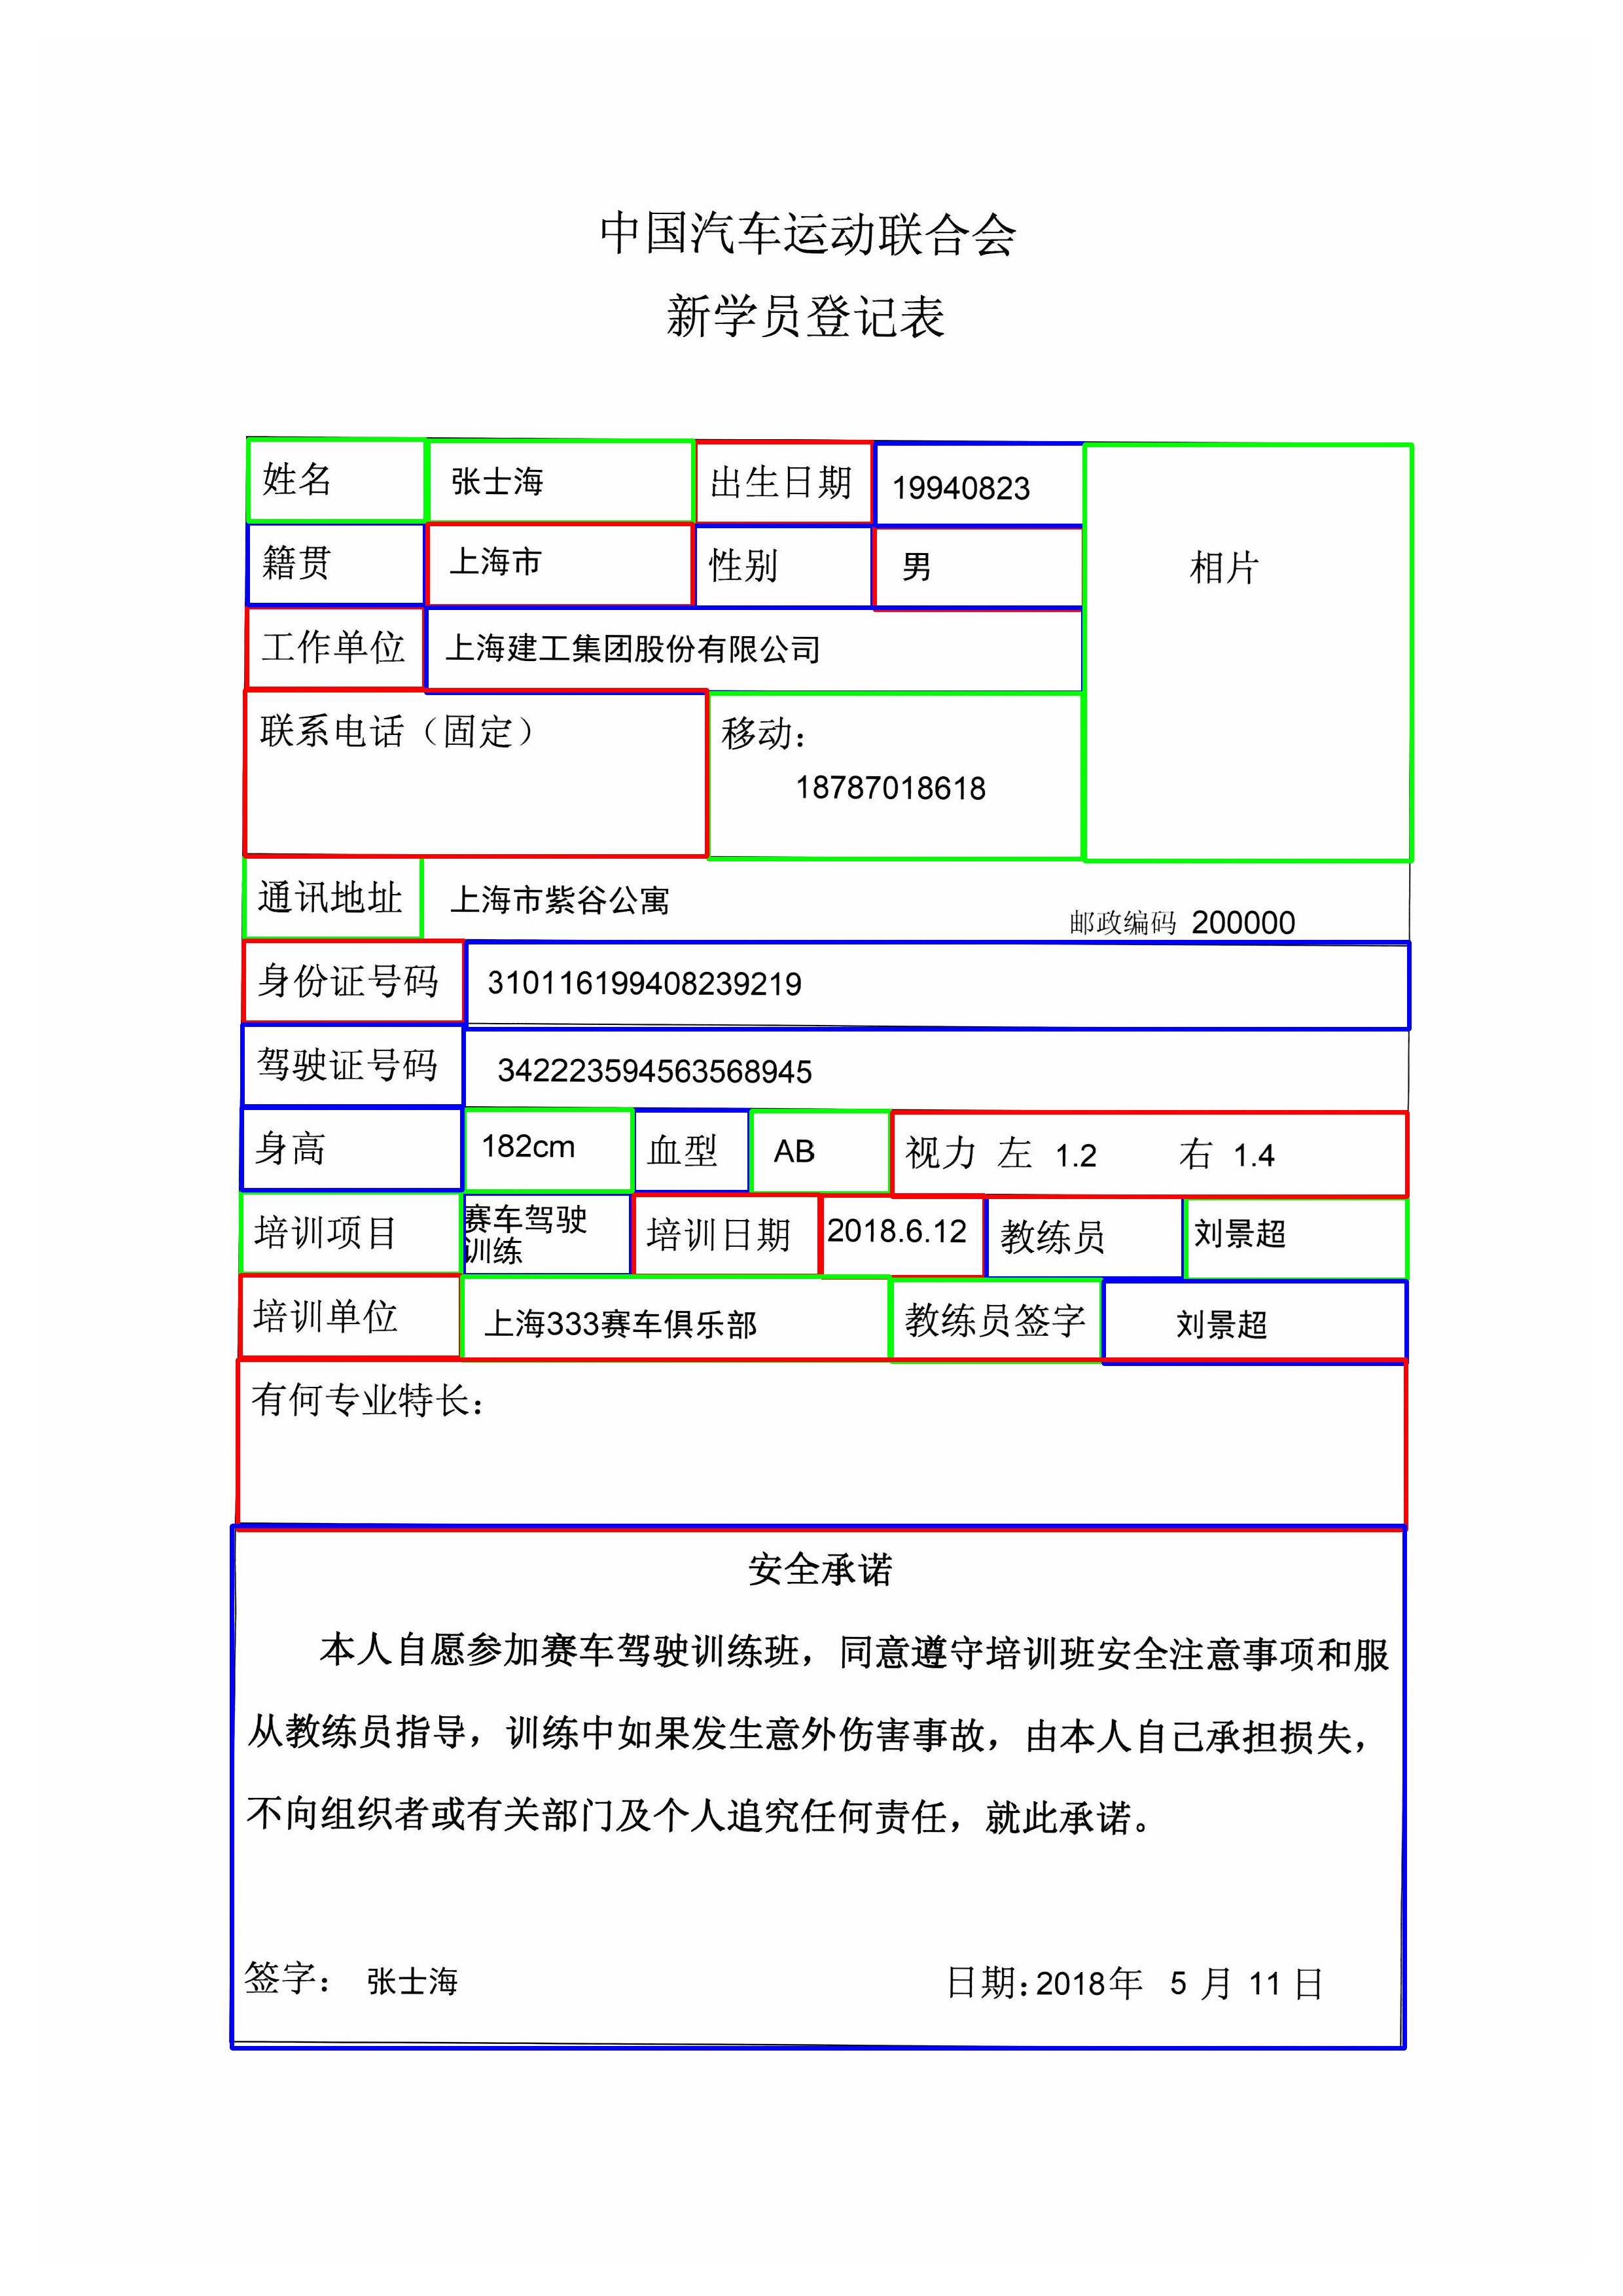 中国汽车运动联合会
新学员登记表
姓名 张士海 出生日期 19940823
籍贯 上海市 性别 男 相片
工作单位 上海建工集团股份有限公司
联系电话（固定） 移动：
18787018618
通讯地址 上海市紫谷公寓 邮政编码 200000
身份证号码 310116199408239219
驾驶证号码 342223594563568945
身高 182cm 血型 AB 视力 左 1.2 右 1.4
培训项目 赛车驾驶
训练 培训日期 2018.6.12 教练员 刘景超
培训单位 上海333赛车俱乐部 教练员签字 刘景超
有何专业特长：
安全承诺
本人自愿参加赛车驾驶训练班，同意遵守培训班安全注意事项和服
从教练员指导，训练中如果发生意外伤害事故，由本人自己承担损失，
不向组织者或有关部门及个人追究任何责任，就此承诺。
签字： 张士海 日期：2018年 5 月 11 日